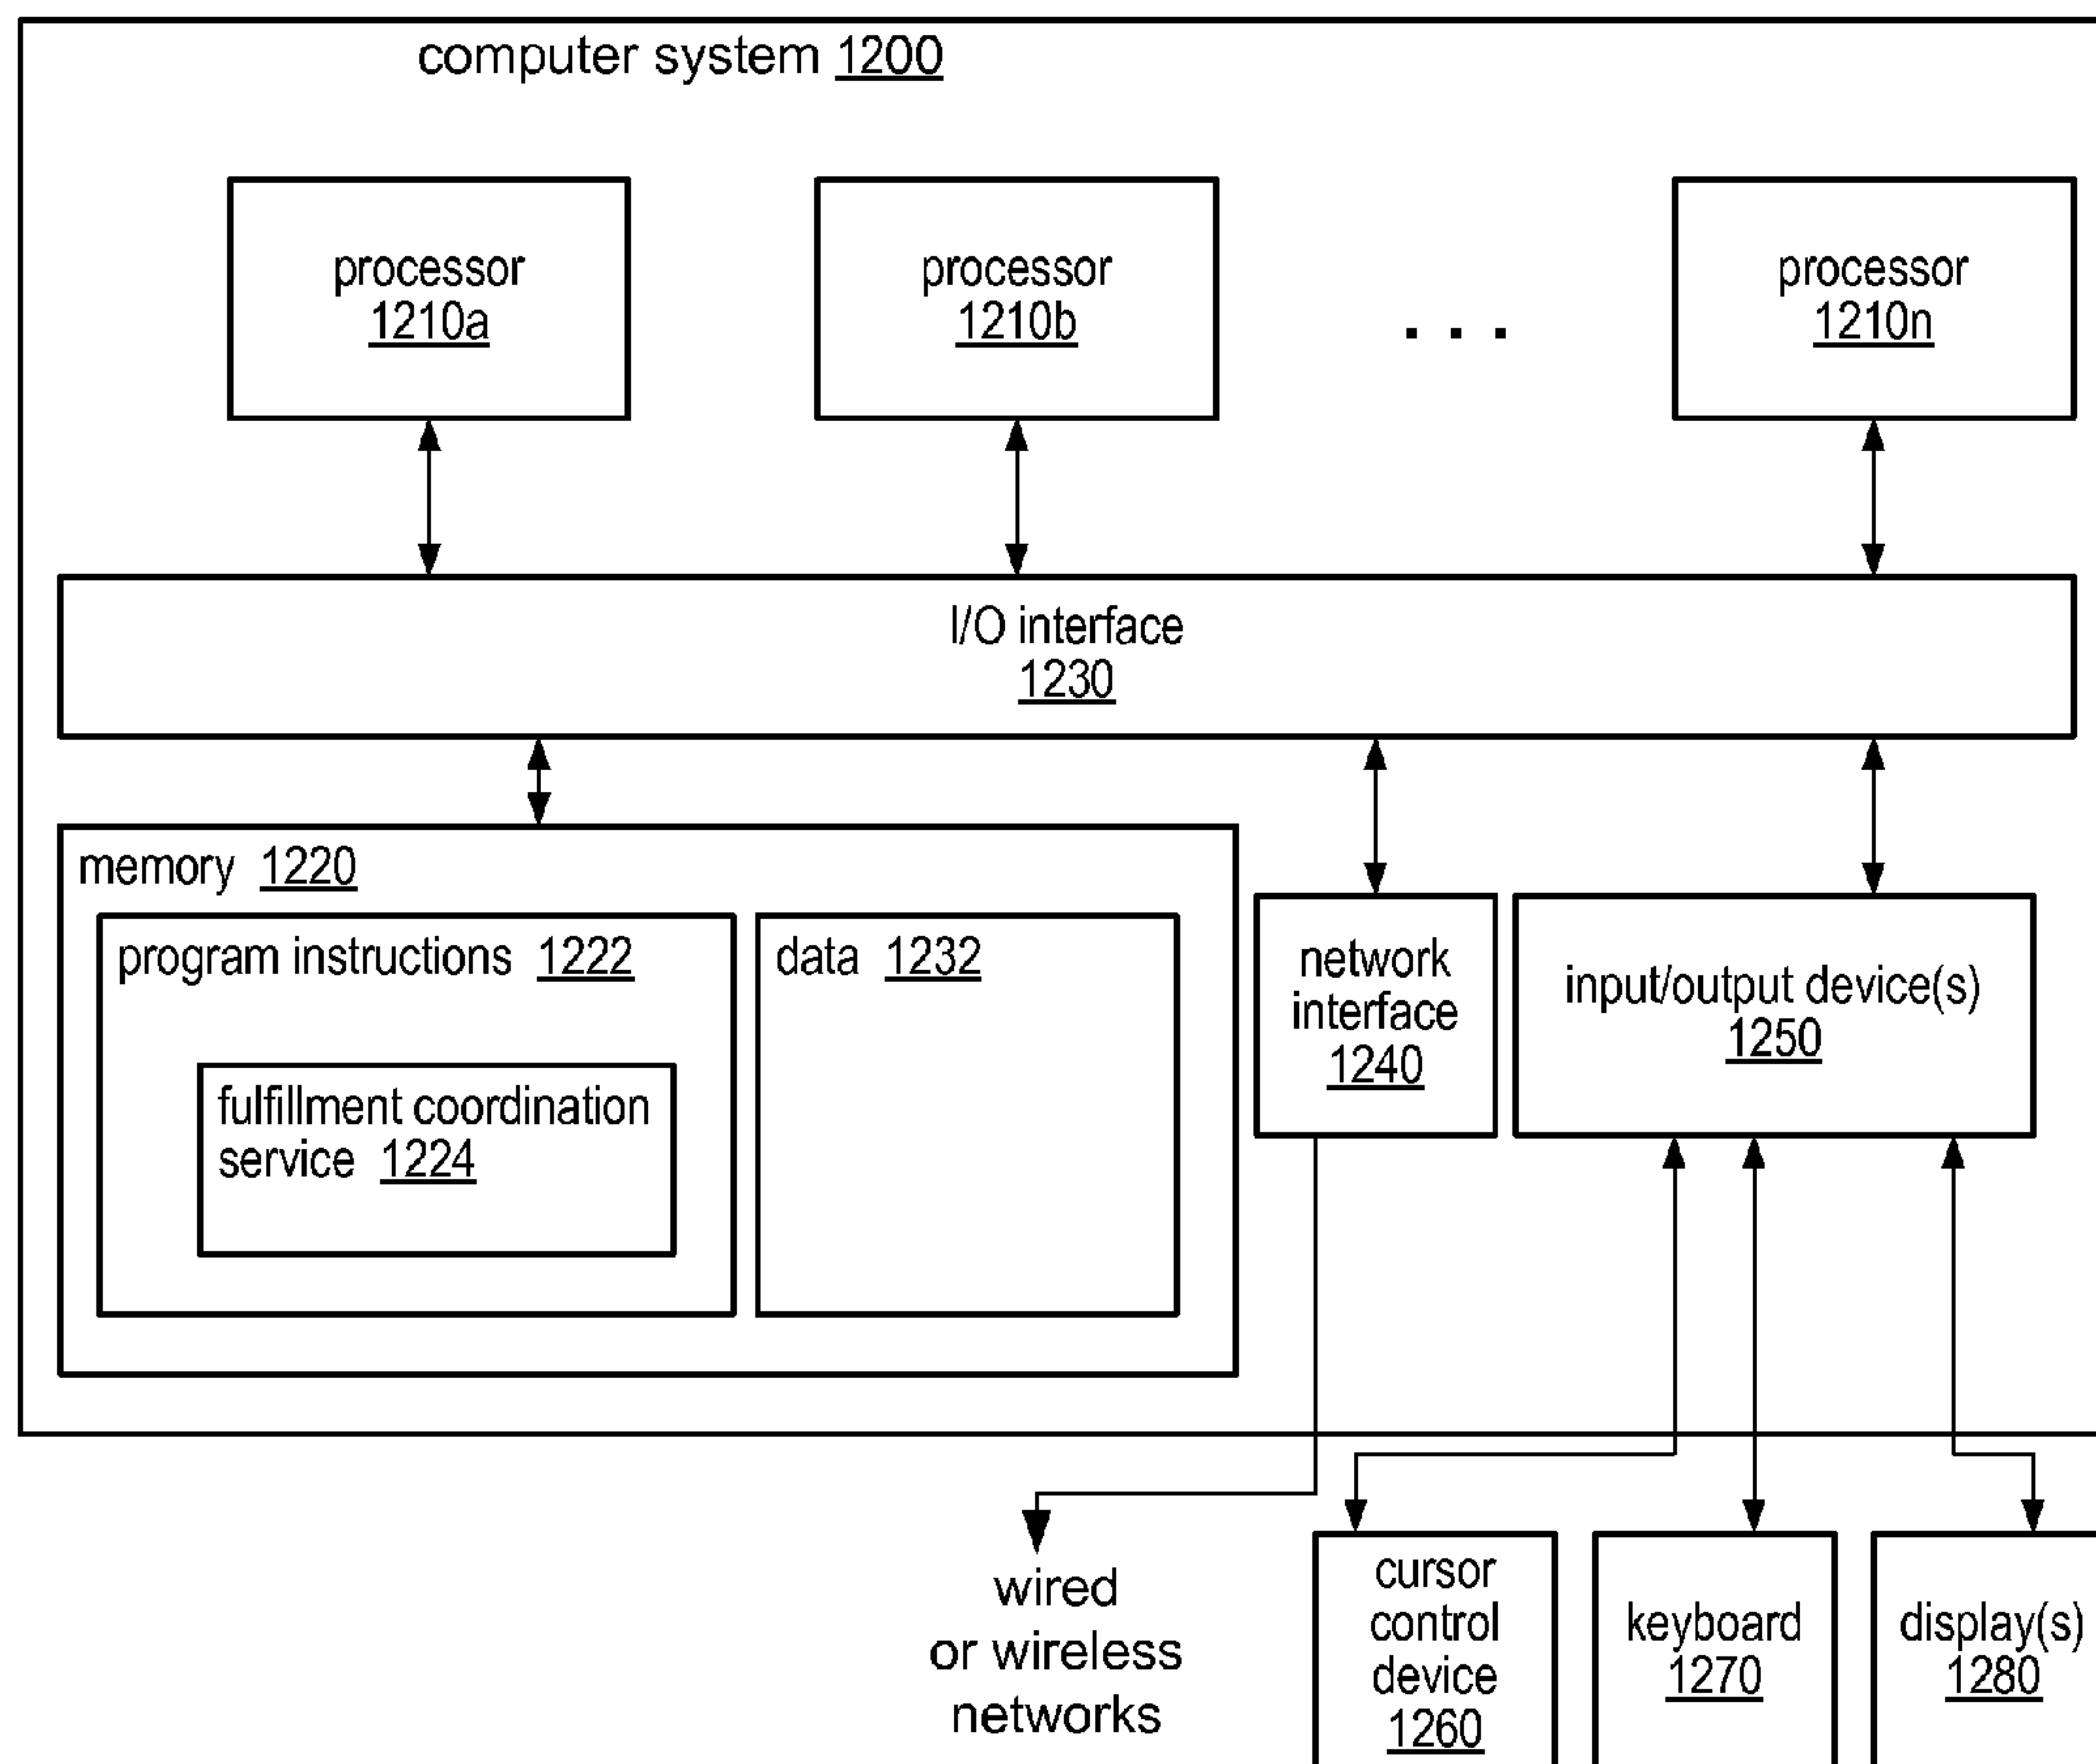 computer system 1200
processor
1210a
processor
1210b
. . .
processor
1210n
I/O interface
1230
memory 1220
program instructions 1222
fulfillment coordination
service 1224
data 1232
network
interface
1240
input/output device(s)
1250
wired
or wireless
networks
cursor
control
device
1260
keyboard
1270
display(s)
1280